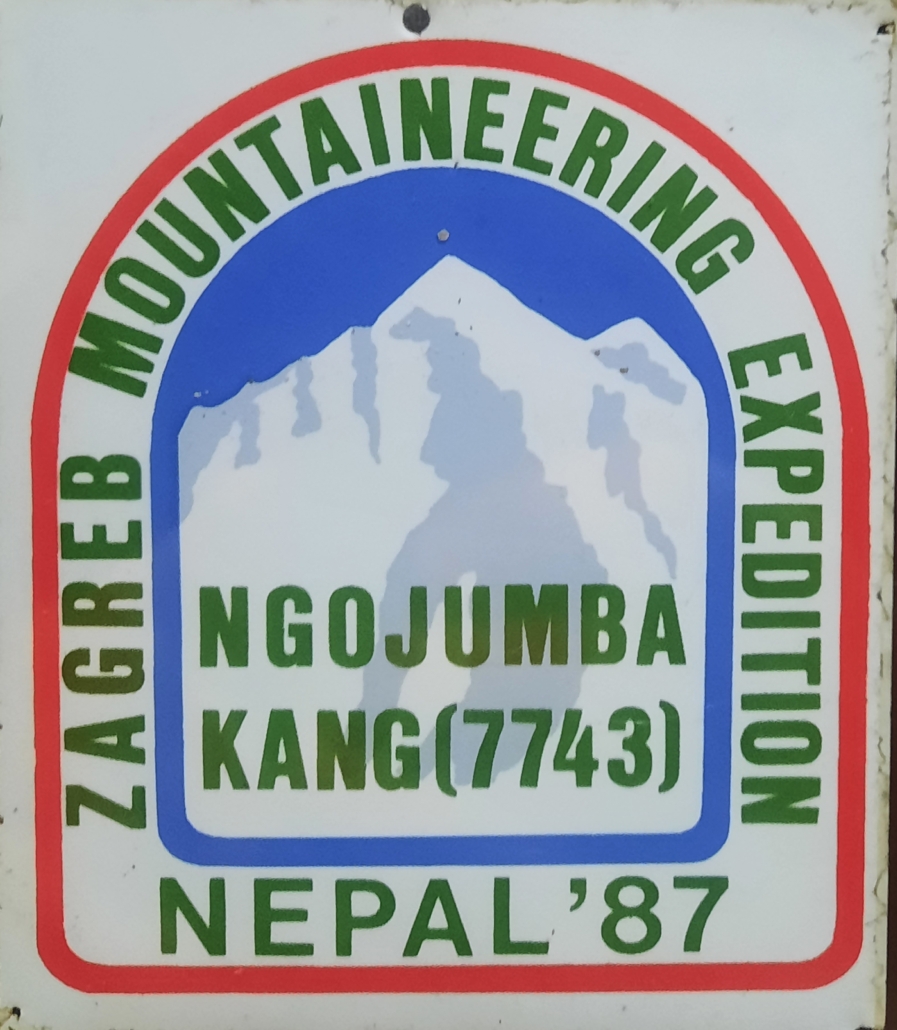 ZAGREB MOUNTAINEERING EXPEDITION
NGOJUMBA
KANG(7743)
NEPAL'87